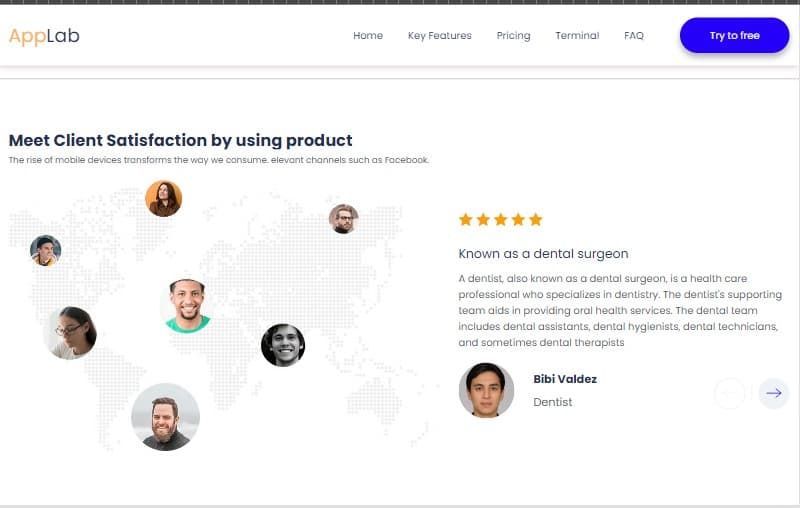 AppLab
Home
Key Features
Pricing
Terminal
FAQ
Try to free
Meet Client Satisfaction by using product
The rise of mobile devices transforms the way we consume. elevant channels such as Facebook.
Known as a dental surgeon
A dentist, also known as a dental surgeon, is a health care
professional who specializes in dentistry. The dentist's supporting
team aids in providing oral health services. The dental team
includes dental assistants, dental hygienists, dental technicians,
and sometimes dental therapists
Bibi Valdez
Dentist